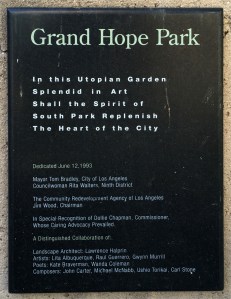 Grand Hope Park
In this Utopian Garden
Splendid in Art
Shall the Spirit of
South Park Replenish
The Heart of the City
Dedicated June 12, 1993
Mayor Tom Bradley, City of Los Angeles
Councilwoman Rita Walters, Ninth District
The Community Redevelopment Agency of Los Angeles
Jim Wood, Chairman
In Special Recognition of Dollie Chapman, Commissioner,
Whose Caring Advocacy Prevailed.
A Distinguished Collaboration of:
Landscape Architect: Lawrence Halprin
Artists: Lita Albuquerque, Raul Guerrero, Gwynn Murrill
Poets: Kate Braverman, Wanda Coleman
Composers: John Carter, Michael McNabb, Ushio Torikai, Carl Stone